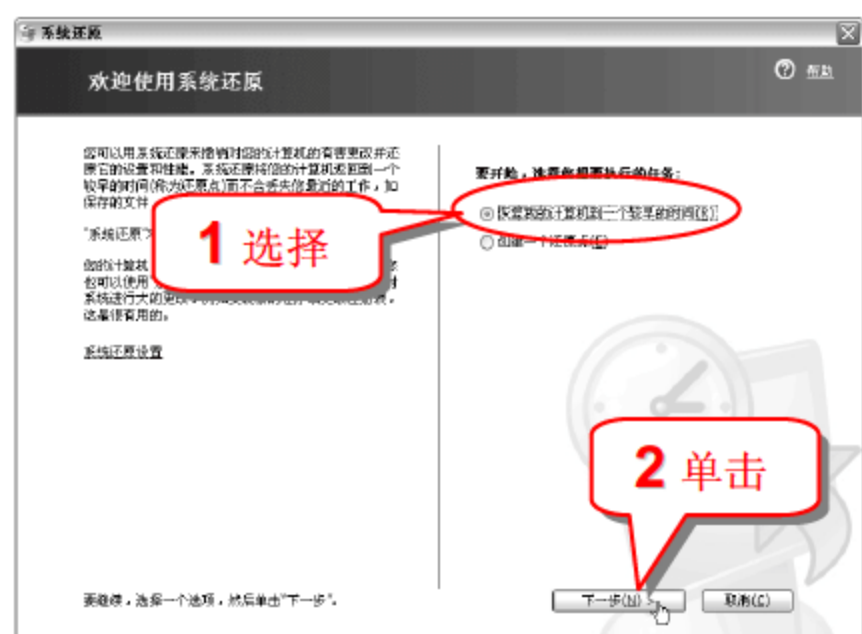 系统还原
欢迎使用系统还原
帮助
您可以用系统还原来撤销对您的计算机的有害更改并还
原它的设置和性能。系统还原将您的计算机返回到一个
较早的时间(称为还原点)而不会丢失您最近的工作，如
保存的文件
"系统还原"
您的计算机
也可以使用
系统进行大的更改
这是很有用的。
系统还原设置
要继续，选择一个选项，然后单击"下一步"。
要开始，选择您想要执行的任务:
恢复我的计算机到一个较早的时间(R)
创建一个还原点(E)
1 选择
2 单击
下一步(N) >
取消(C)